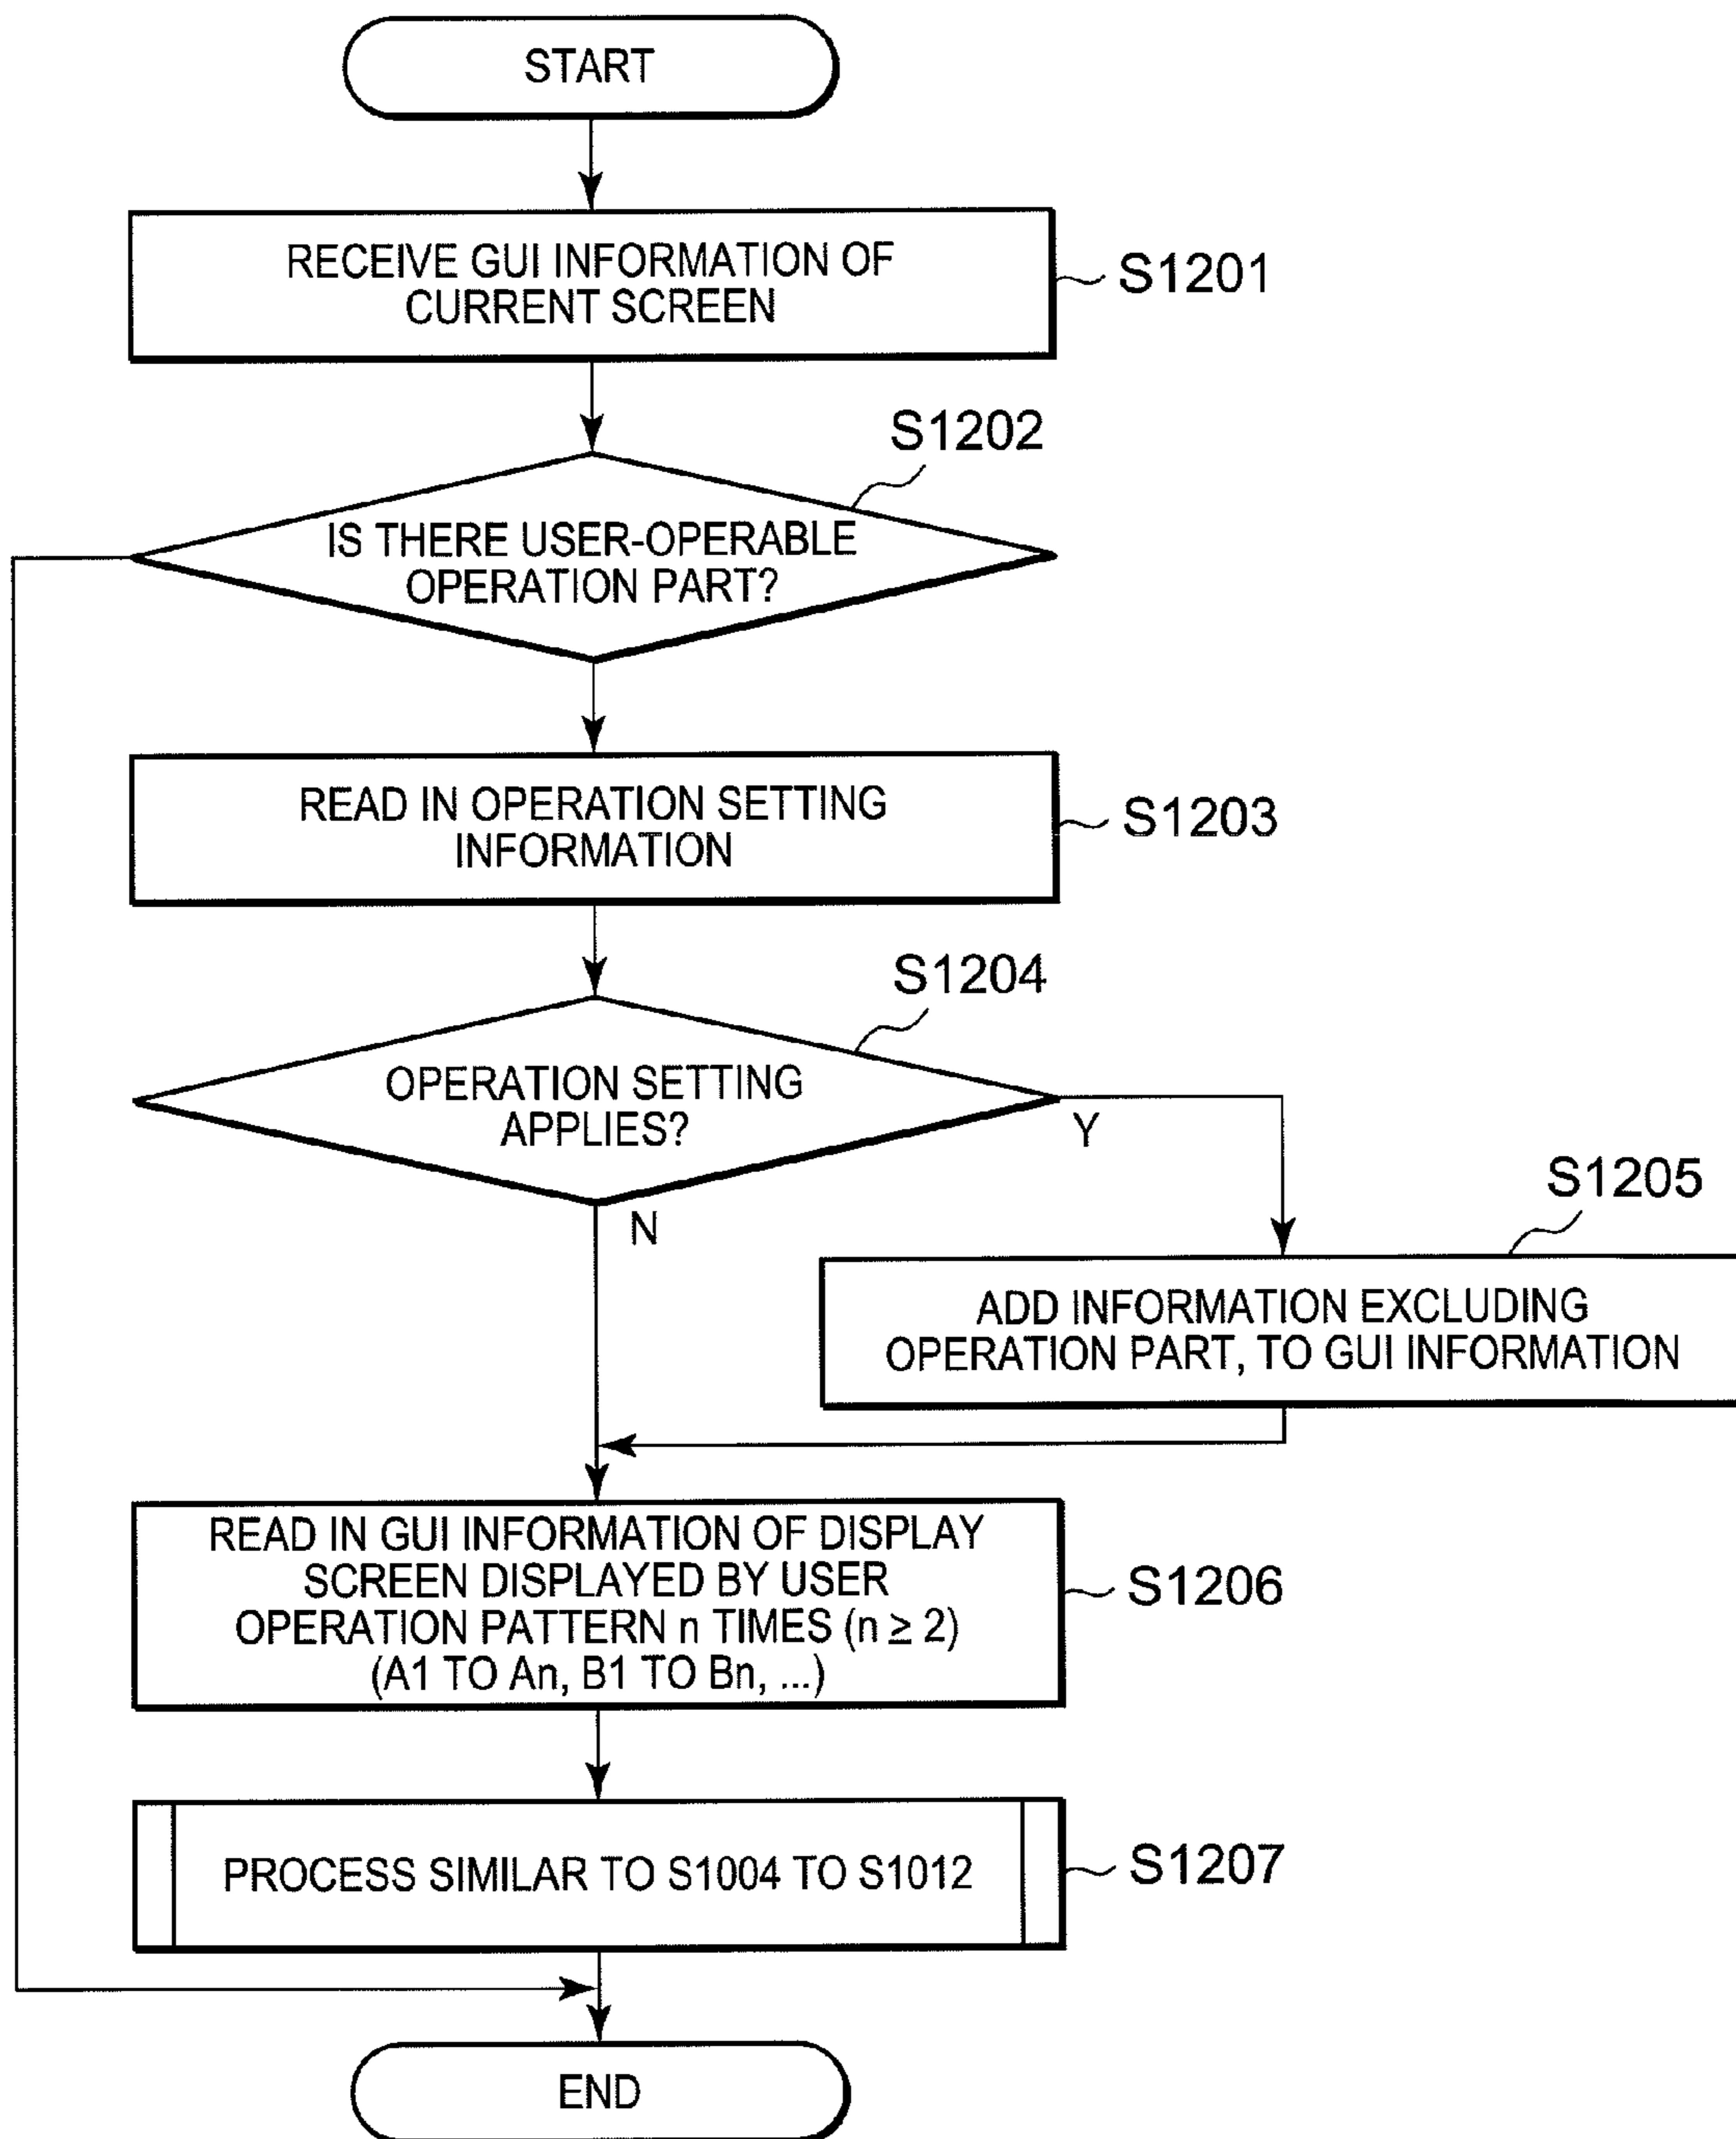 START
RECEIVE GUI INFORMATION OF
CURRENT SCREEN
S1201
S1202
IS THERE USER-OPERABLE
OPERATION PART?
READ IN OPERATION SETTING
INFORMATION
S1203
S1204
OPERATION SETTING
APPLIES?
Y
N
S1205
ADD INFORMATION EXCLUDING
OPERATION PART, TO GUI INFORMATION
READ IN GUI INFORMATION OF DISPLAY
SCREEN DISPLAYED BY USER
OPERATION PATTERN n TIMES (n ≥ 2)
(A1 TO An, B1 TO Bn, ...)
S1206
PROCESS SIMILAR TO S1004 TO S1012
S1207
END